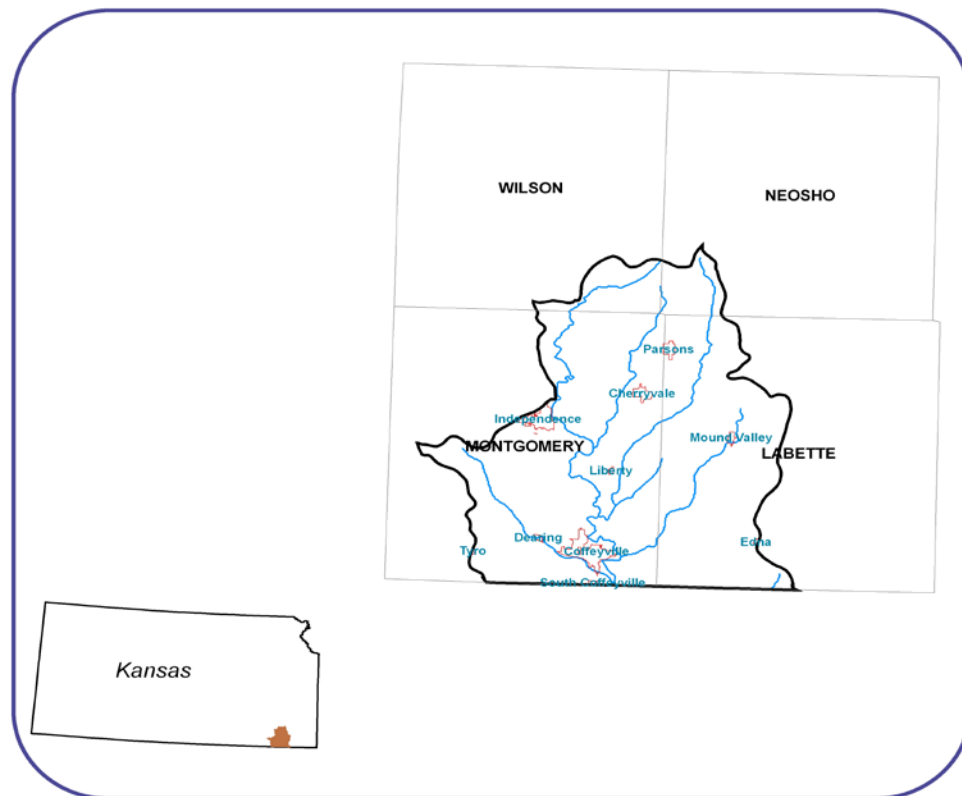 WILSON
NEOSHO
Parsons
Cherryvale
Independence
Mound Valley
MONTGOMERY
LABETTE
Liberty
Dearing
Edna
Tyro
Coffeyville
South Coffeyville
Kansas